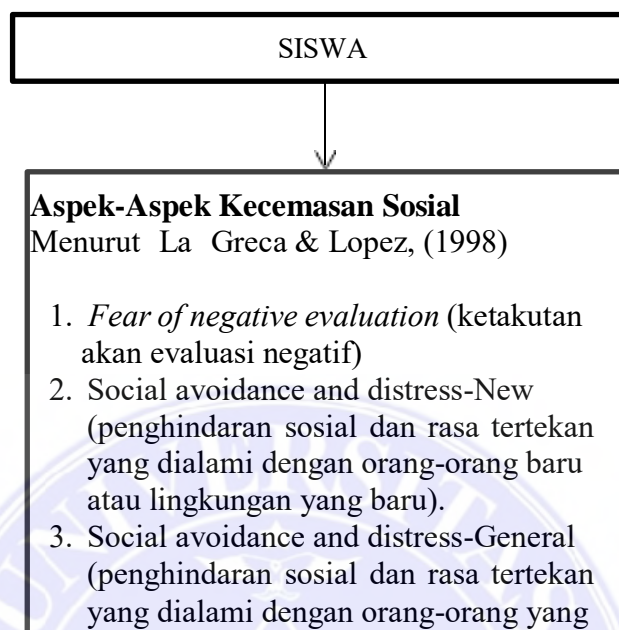 SISWA
Aspek-Aspek Kecemasan Sosial
Menurut La Greca & Lopez, (1998)
1. Fear of negative evaluation (ketakutan
akan evaluasi negatif)
2. Social avoidance and distress-New
(penghindaran sosial dan rasa tertekan
yang dialami dengan orang-orang baru
atau lingkungan yang baru).
3. Social avoidance and distress-General
(penghindaran sosial dan rasa tertekan
yang dialami dengan orang-orang yang
UNIVERSITAS